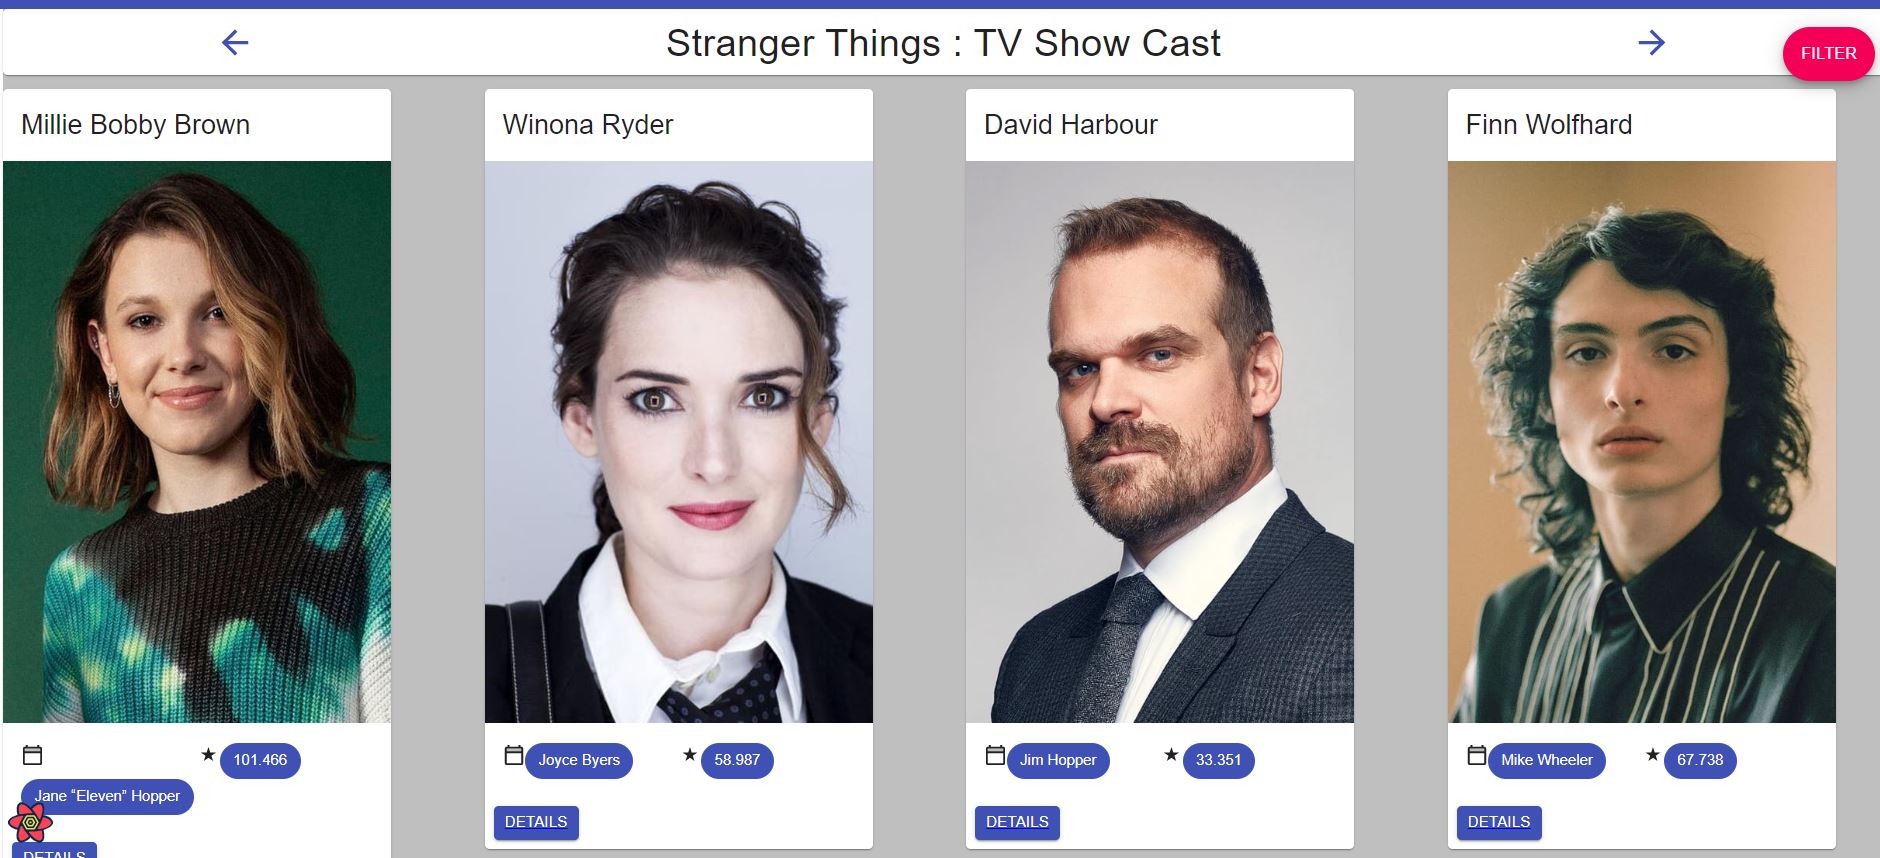 Stranger Things : TV Show Cast
FILTER
Millie Bobby Brown
Winona Ryder
David Harbour
Finn Wolfhard
101.466
Jane “Eleven” Hopper
DETAILS
Joyce Byers
58.987
DETAILS
Jim Hopper
33.351
DETAILS
Mike Wheeler
67.738
DETAILS